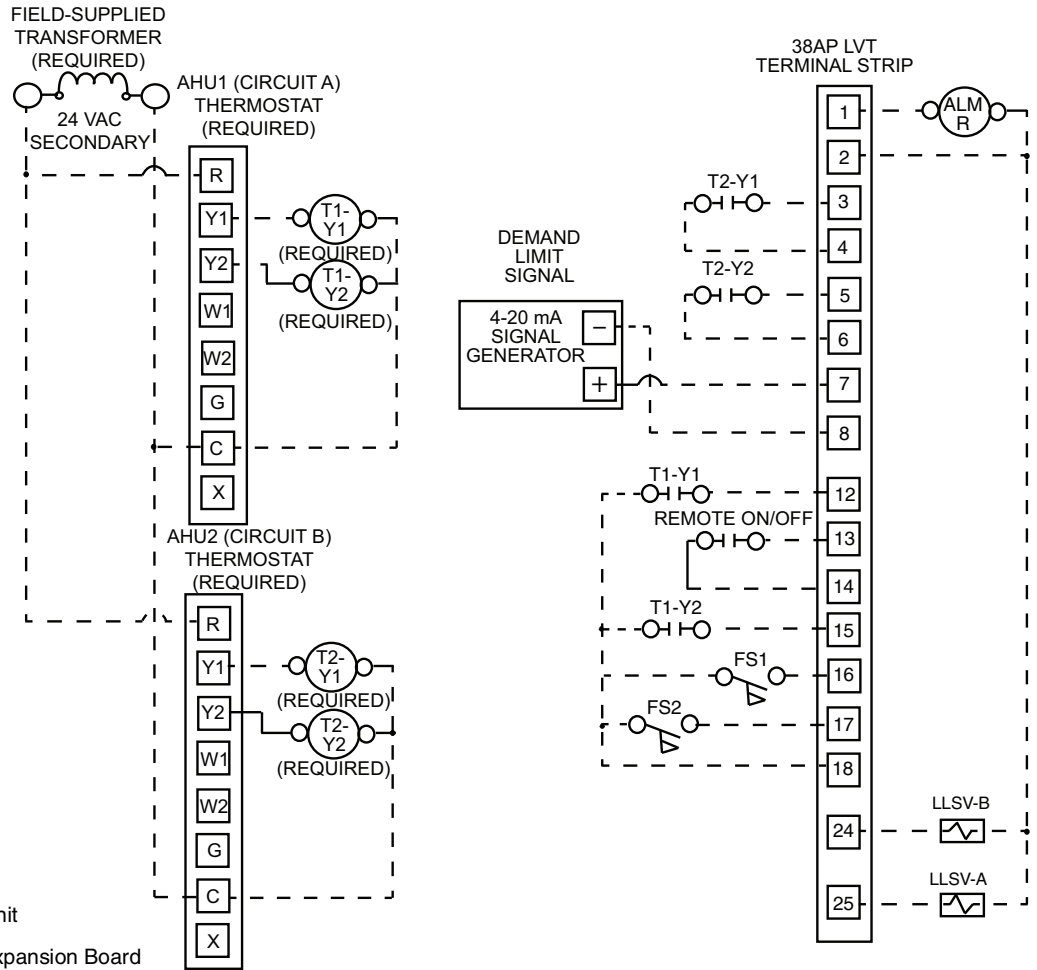 FIELD-SUPPLIED
TRANSFORMER
(REQUIRED)
24 VAC
SECONDARY
AHU1 (CIRCUIT A)
THERMOSTAT
(REQUIRED)
R
Y1
Y2
W1
W2
G
C
X
T1-
Y1
(REQUIRED)
T1-
Y2
(REQUIRED)
AHU2 (CIRCUIT B)
THERMOSTAT
(REQUIRED)
R
Y1
Y2
W1
W2
G
C
X
T2-
Y1
(REQUIRED)
T2-
Y2
(REQUIRED)
nit
xpansion Board
DEMAND
LIMIT
SIGNAL
4-20 mA
SIGNAL
GENERATOR
−
+
38AP LVT
TERMINAL STRIP
1
2
3
4
5
6
7
8
12
13
14
15
16
17
18
24
25
ALM
R
T2-Y1
T2-Y2
T1-Y1
REMOTE ON/OFF
T1-Y2
FS1
FS2
LLSV-B
LLSV-A